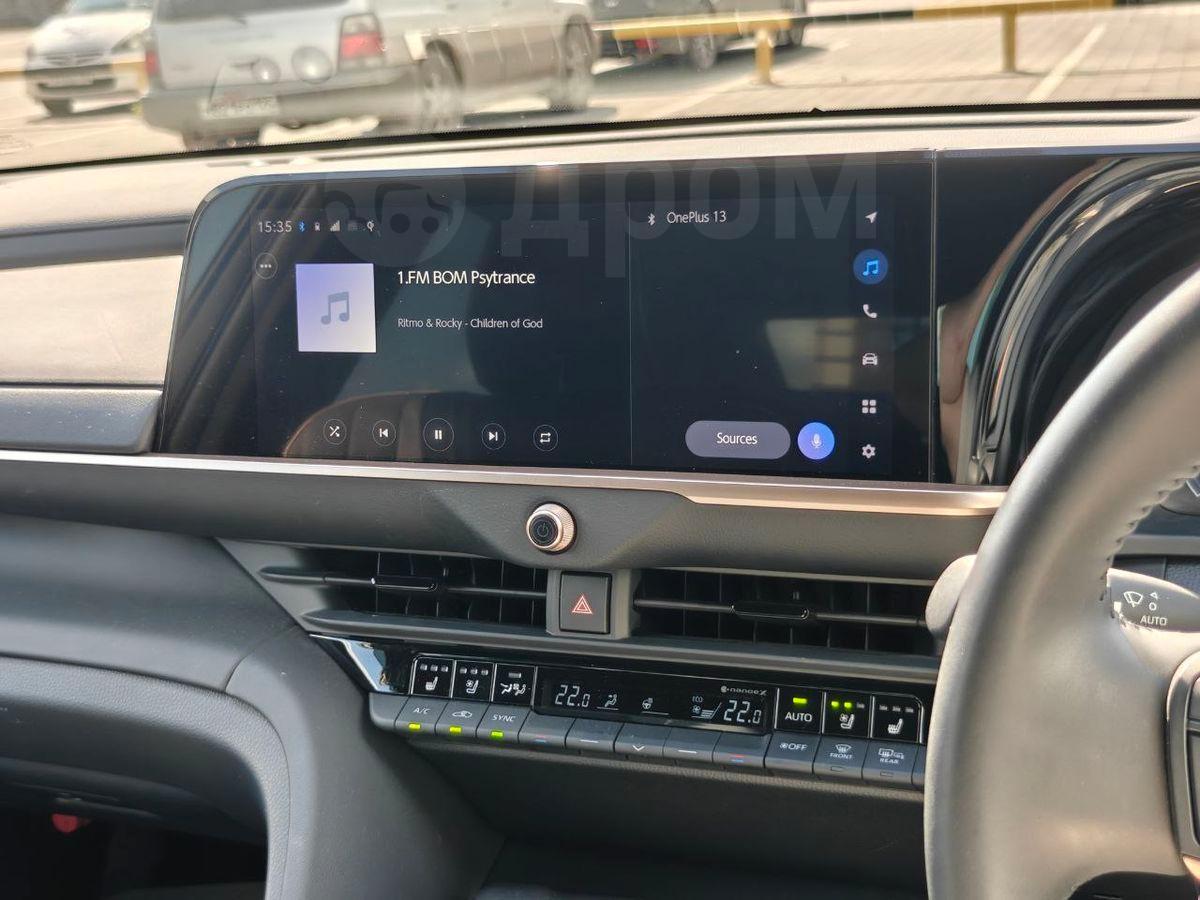 дром
15:35
OnePlus 13
1.FM BOM Psytrance
Ritmo & Rocky - Children of God
Sources
AUTO
A/C
SYNC
22.0
ECO
nanoe X
22.0
AUTO
OFF
FRONT
REAR